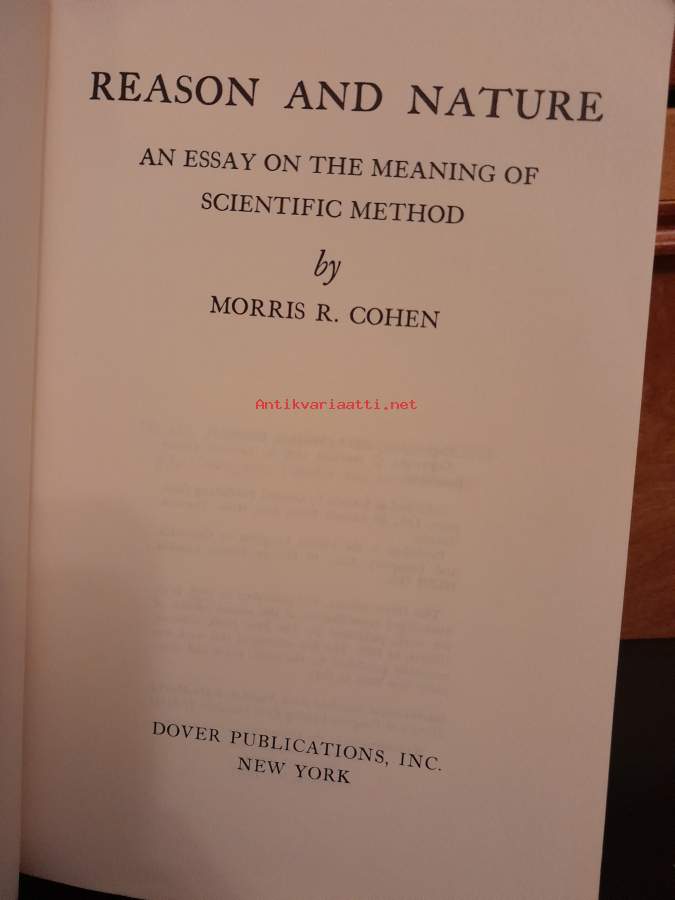 REASON AND NATURE
AN ESSAY ON THE MEANING OF
SCIENTIFIC METHOD
by
MORRIS R. COHEN
Antikvariaatti.net
DOVER PUBLICATIONS, INC.
NEW YORK